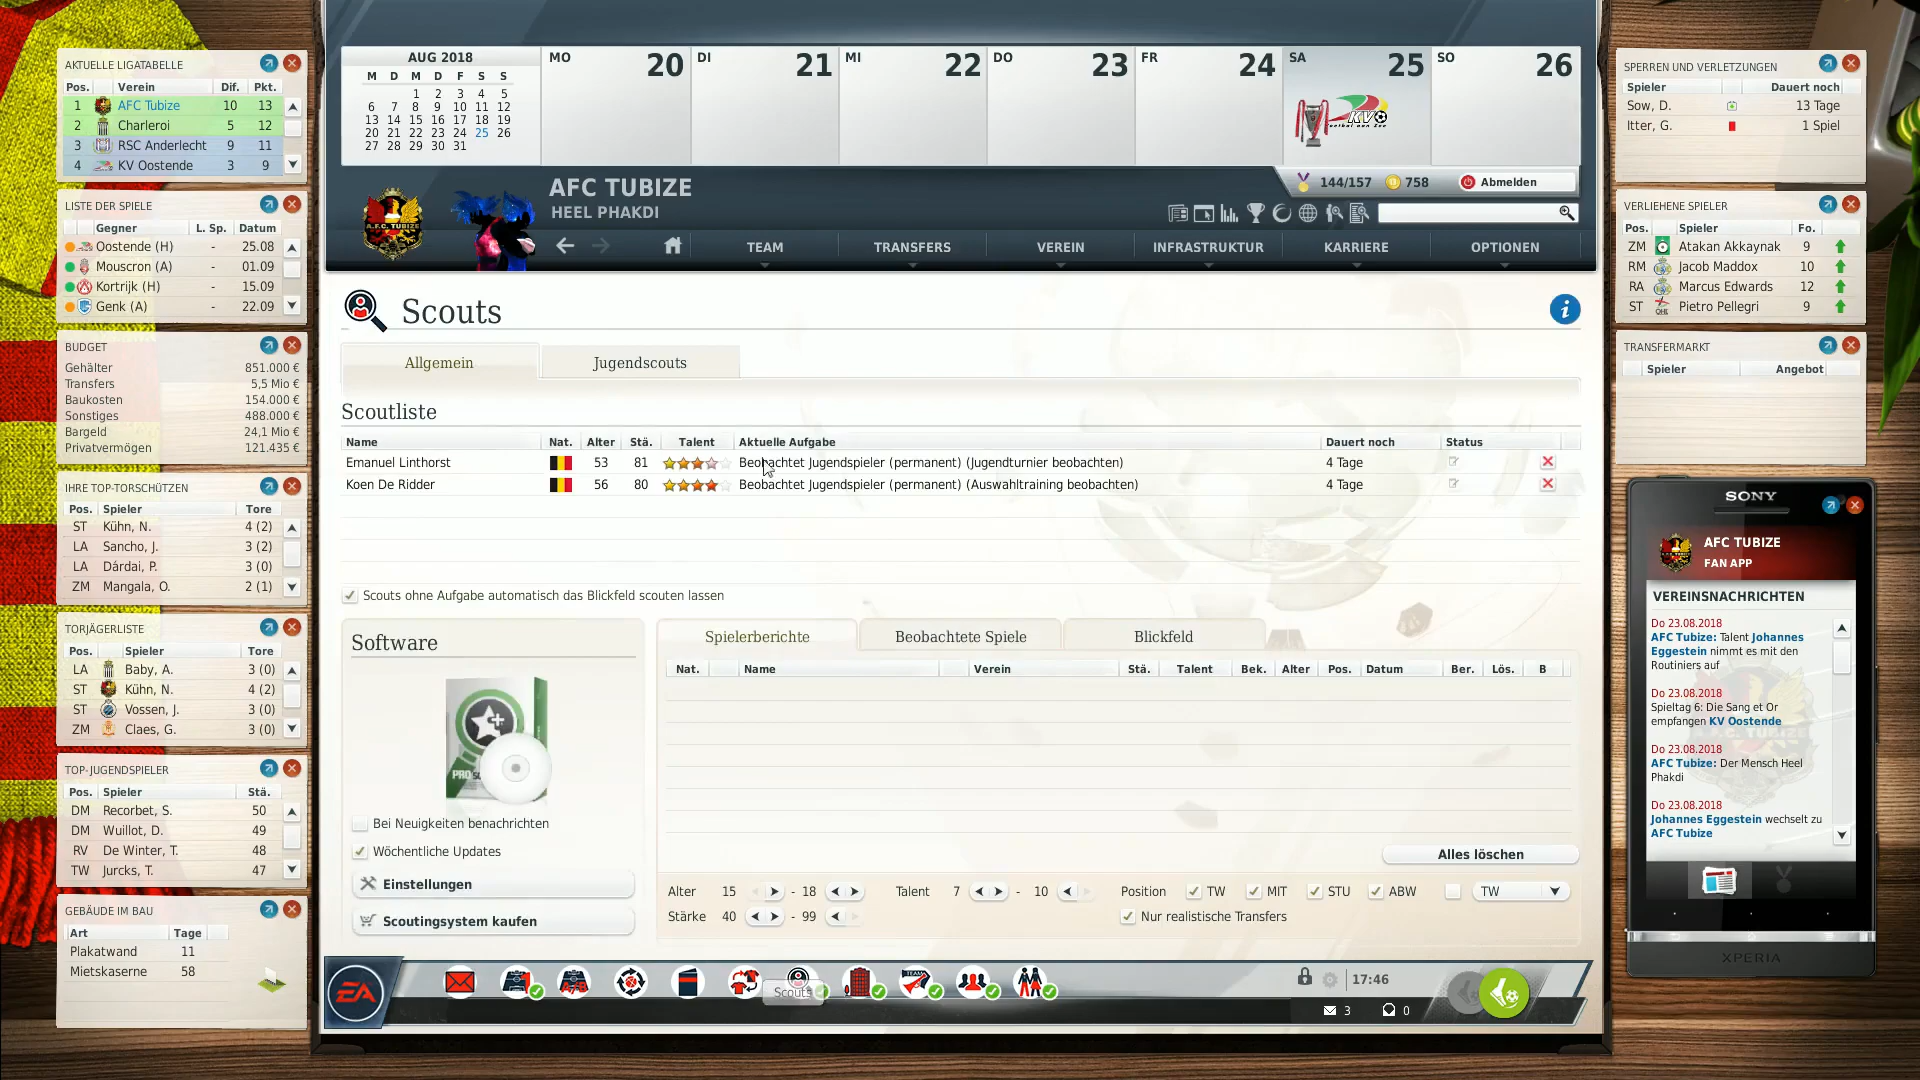 AKTUELLE LIGATABELLE
Pos. Verein Dif. Pkt.
1 AFC Tubize 10 13
2 Charleroi 5 12
3 RSC Anderlecht 9 11
4 KV Oostende 3 9
LISTE DER SPIELE
Gegner L. Sp. Datum
Oostende (H) - 25.08
Mouscron (A) - 01.09
Kortrijk (H) - 15.09
Genk (A) - 22.09
BUDGET
Gehälter 851.000 €
Transfers 5,5 Mio €
Baukosten 154.000 €
Sonstiges 488.000 €
Bargeld 24,1 Mio €
Privatvermögen 121.435 €
IHRE TOP-TORSCHÜTZEN
Pos. Spieler Tore
ST Kühn, N. 4 (2)
LA Sancho, J. 3 (2)
LA Dárdai, P. 3 (0)
ZM Mangala, O. 2 (1)
TORJÄGERLISTE
Pos. Spieler Tore
LA Baby, A. 3 (0)
ST Kühn, N. 4 (2)
ST Vossen, J. 3 (0)
ZM Claes, G. 3 (0)
TOP-JUGENDSPIELER
Pos. Spieler Stä.
DM Recorbet, S. 50
DM Wuillot, D. 49
RV De Winter, T. 48
TW Jurcks, T. 47
GEBÄUDE IM BAU
Art Tage
Plakatwand 11
Mietskaserne 58
AUG 2018
M D M D F S S
1 2 3 4 5
6 7 8 9 10 11 12
13 14 15 16 17 18 19
20 21 22 23 24 25 26
27 28 29 30 31
MO 20 DI 21 MI 22 DO 23 FR 24 SA 25 SO 26
KVO
AFC TUBIZE
HEEL PHAKDI
144/157 758 Abmelden
TEAM TRANSFERS VEREIN INFRASTRUKTUR KARRIERE OPTIONEN
Scouts
Allgemein Jugendscouts
Scoutliste
Name Nat. Alter Stä. Talent Aktuelle Aufgabe Dauert noch Status
Emanuel Linthorst 53 81 Beobachtet Jugendspieler (permanent) (Jugendturnier beobachten) 4 Tage
Koen De Ridder 56 80 Beobachtet Jugendspieler (permanent) (Auswahltraining beobachten) 4 Tage
Scouts ohne Aufgabe automatisch das Blickfeld scouten lassen
Software
Bei Neuigkeiten benachrichten
Wöchentliche Updates
Einstellungen
Scoutingsystem kaufen
Spielerberichte Beobachtete Spiele Blickfeld
Nat. Name Verein Stä. Talent Bek. Alter Pos. Datum Ber. Lös. B
Alles löschen
Alter 15 - 18 Talent 7 - 10 Position TW MIT STU ABW TW
Stärke 40 - 99 Nur realistische Transfers
EA
Scouts
17:46
3 0
SPERREN UND VERLETZUNGEN
Spieler Dauert noch
Sow, D. 13 Tage
Itter, G. 1 Spiel
VERLIEHENE SPIELER
Pos. Spieler Fo.
ZM Atakan Akkaynak 9
RM Jacob Maddox 10
RA Marcus Edwards 12
ST Pietro Pellegri 9
TRANSFERMARKT
Spieler Angebot
SONY
AFC TUBIZE
FAN APP
VEREINSNACHRICHTEN
Do 23.08.2018
AFC Tubize: Talent Johannes
Eggestein nimmt es mit den
Routiniers auf
Do 23.08.2018
Spieltag 6: Die Sang et Or
empfangen KV Oostende
Do 23.08.2018
AFC Tubize: Der Mensch Heel
Phakdi
Do 23.08.2018
Johannes Eggestein wechselt zu
AFC Tubize
XPERIA